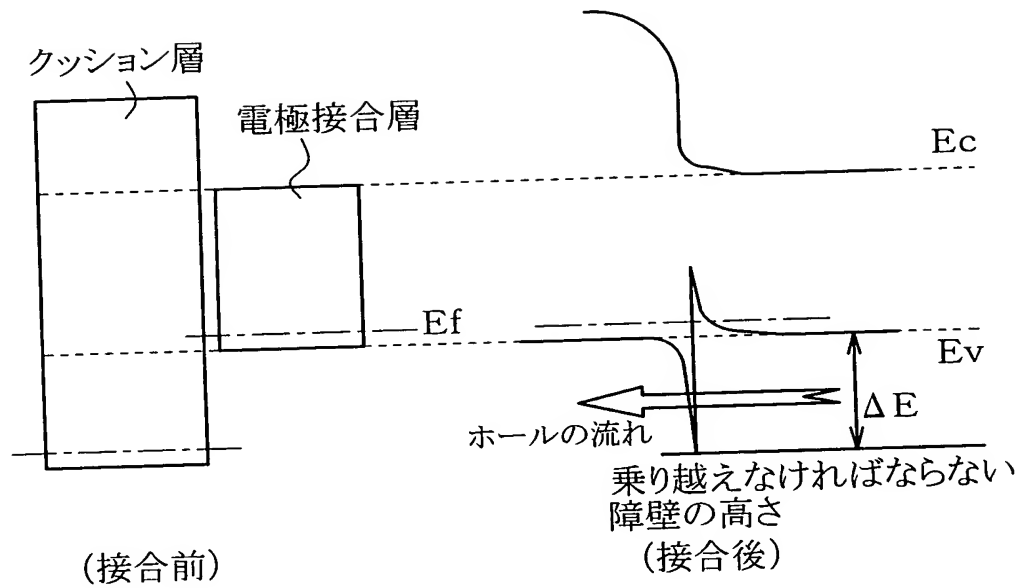 クッション層
電極接合層
Ec
Ef
Ev
ΔE
ホールの流れ
乗り越えなければならない
障壁の高さ
(接合前)
(接合後)